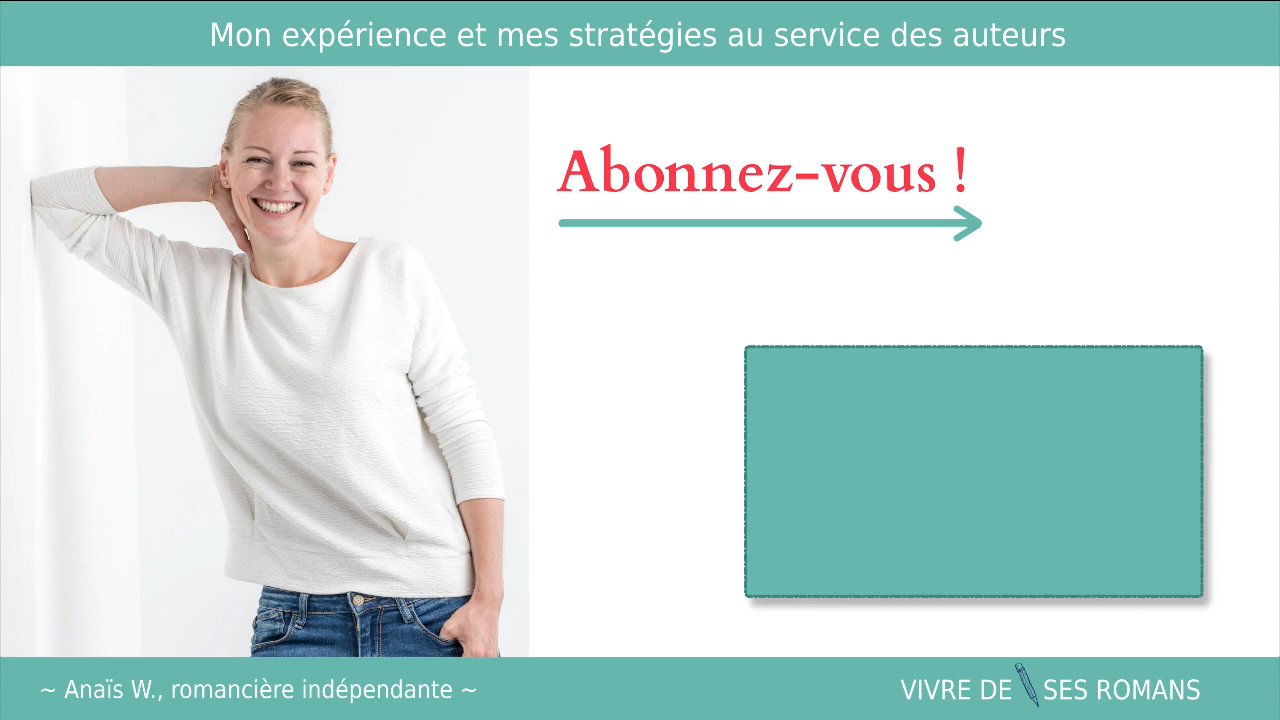 Mon expérience et mes stratégies au service des auteurs
Abonnez-vous !
~ Anaïs W., romancière indépendante ~
VIVRE DE SES ROMANS